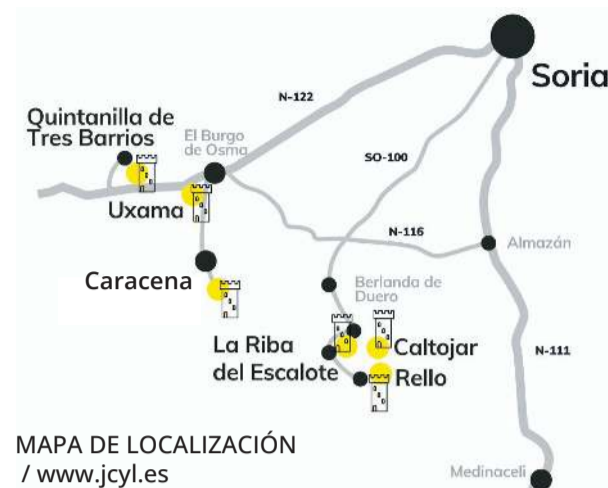 Soria
N-122
Quintanilla de
Tres Barrios
El Burgo
de Osma
SO-100
Uxama
N-116
Almazán
Caracena
Berlanda de
Duero
La Riba
del Escalote
Caltojar
N-111
Rello
MAPA DE LOCALIZACIÓN
/ www.jcyl.es
Medinaceli